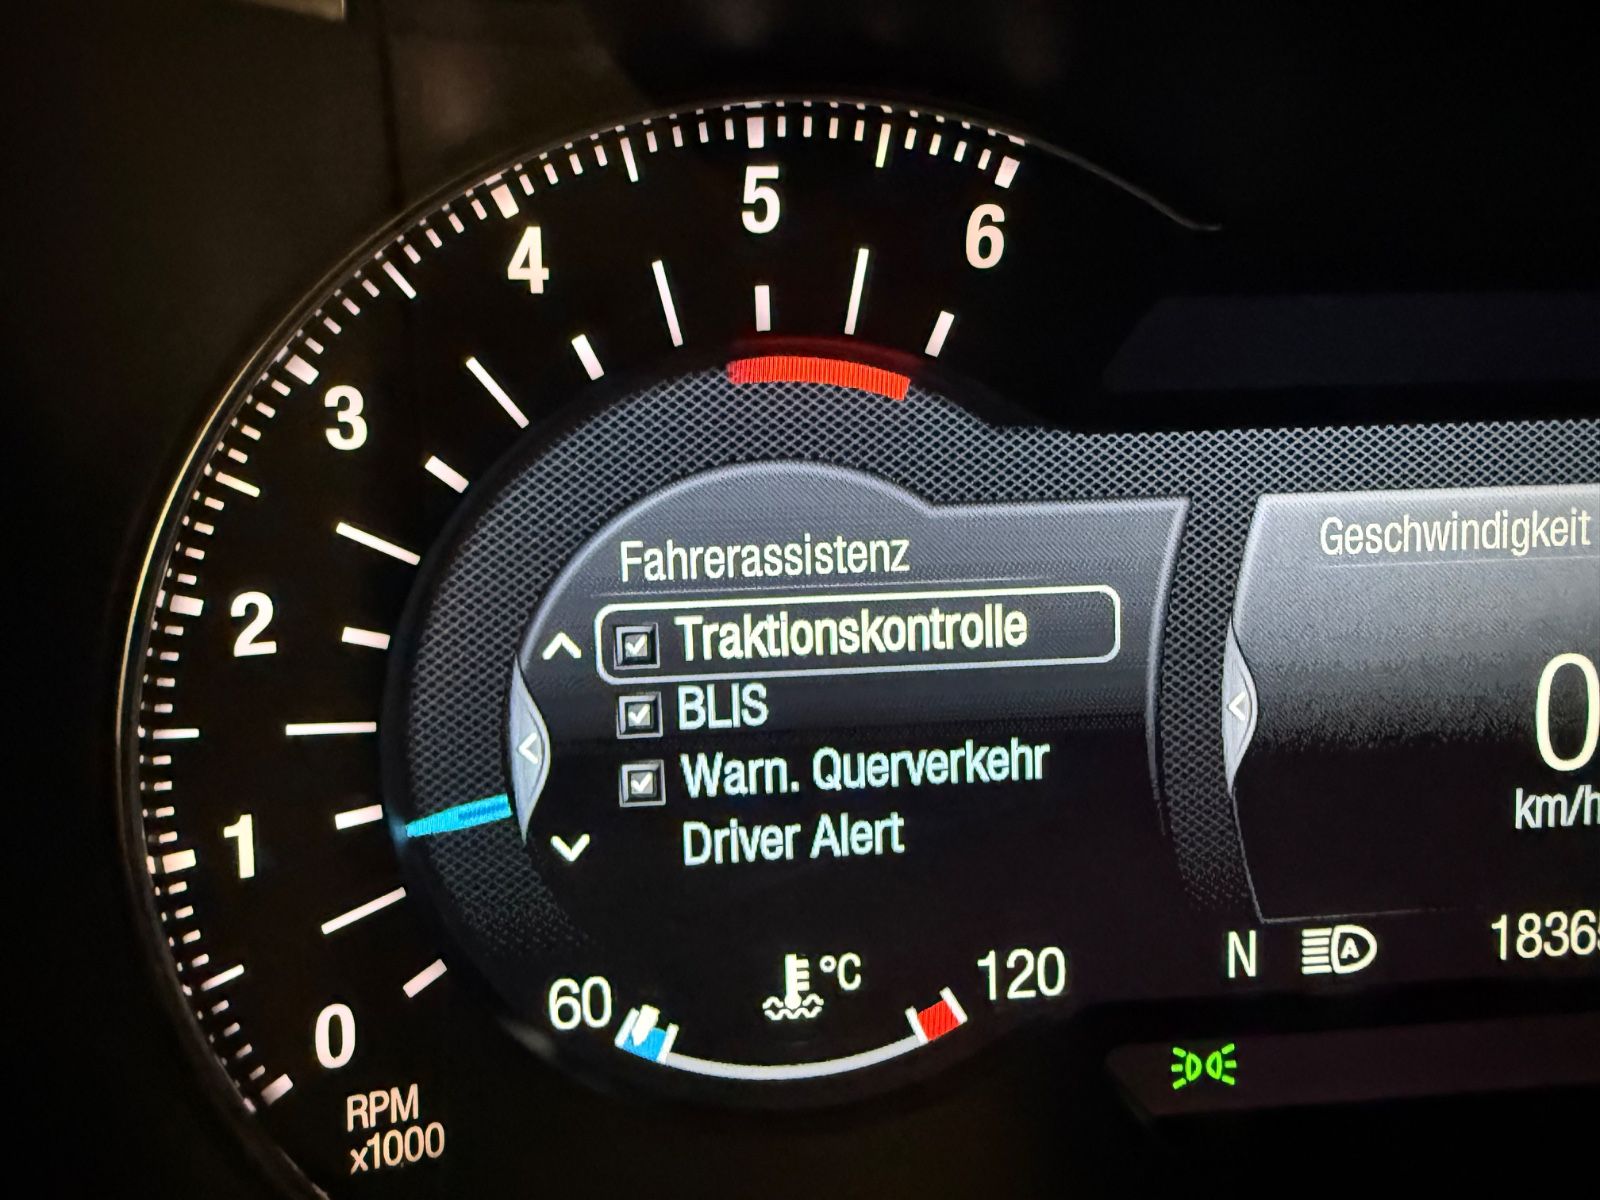 5
4
6
3
2
1
0
RPM
x1000
Fahrerassistenz
Traktionskontrolle
BLIS
Warn. Querverkehr
Driver Alert
60
°C
120
Geschwindigkeit
0
km/h
N
A